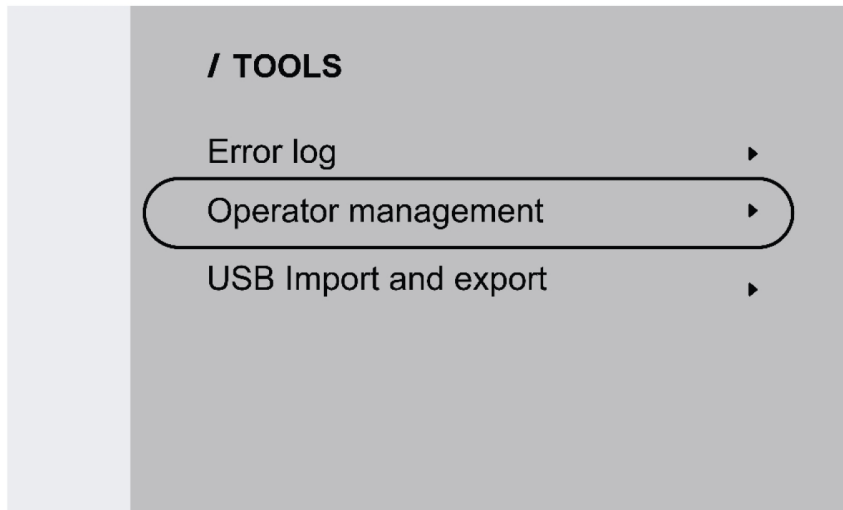 / TOOLS
Error log
Operator management
USB Import and export